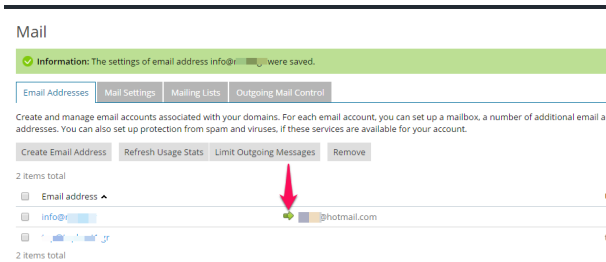 Mail
Information: The settings of email address info@ were saved.
Email Addresses Mail Settings Mailing Lists Outgoing Mail Control
Create and manage email accounts associated with your domains. For each email account, you can set up a mailbox, a number of additional email a
addresses. You can also set up protection from spam and viruses, if these services are available for your account.
Create Email Address Refresh Usage Stats Limit Outgoing Messages Remove
2 items total
Email address
info@ @hotmail.com
2 items total